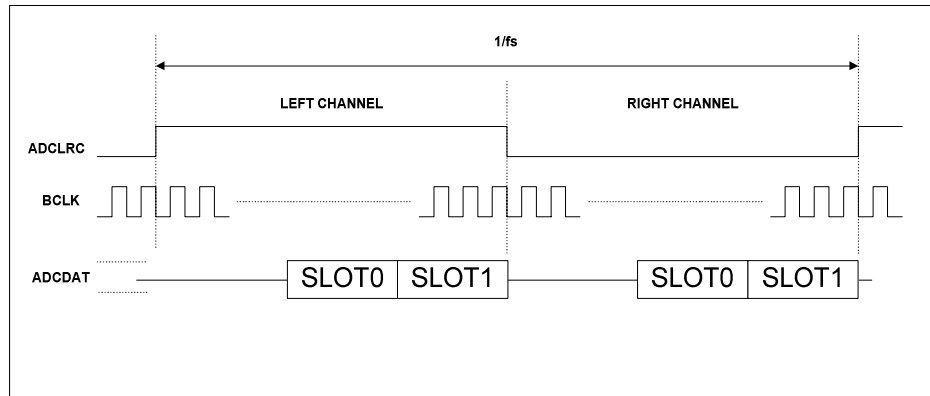 1/fs
LEFT CHANNEL RIGHT CHANNEL
ADCLRC
BCLK
ADCDAT SLOT0 SLOT1 SLOT0 SLOT1